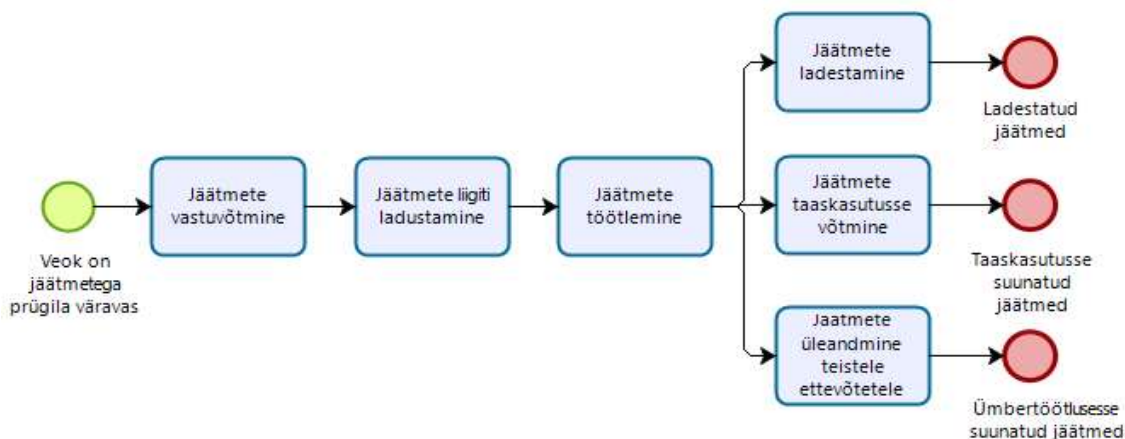 Veok on
jäätmetega
prügila väravas
Jäätmete
vastuvõtmine
Jäätmete liigiti
ladustamine
Jäätmete
töötlemine
Jäätmete
ladestamine
Ladestatud
jäätmed
Jäätmete
taaskasutusse
võtmine
Taaskasutusse
suunatud
jäätmed
Jäätmete
üleandmine
teistele
ettevõtetele
Ümbertöötlusesse
suunatud jäätmed